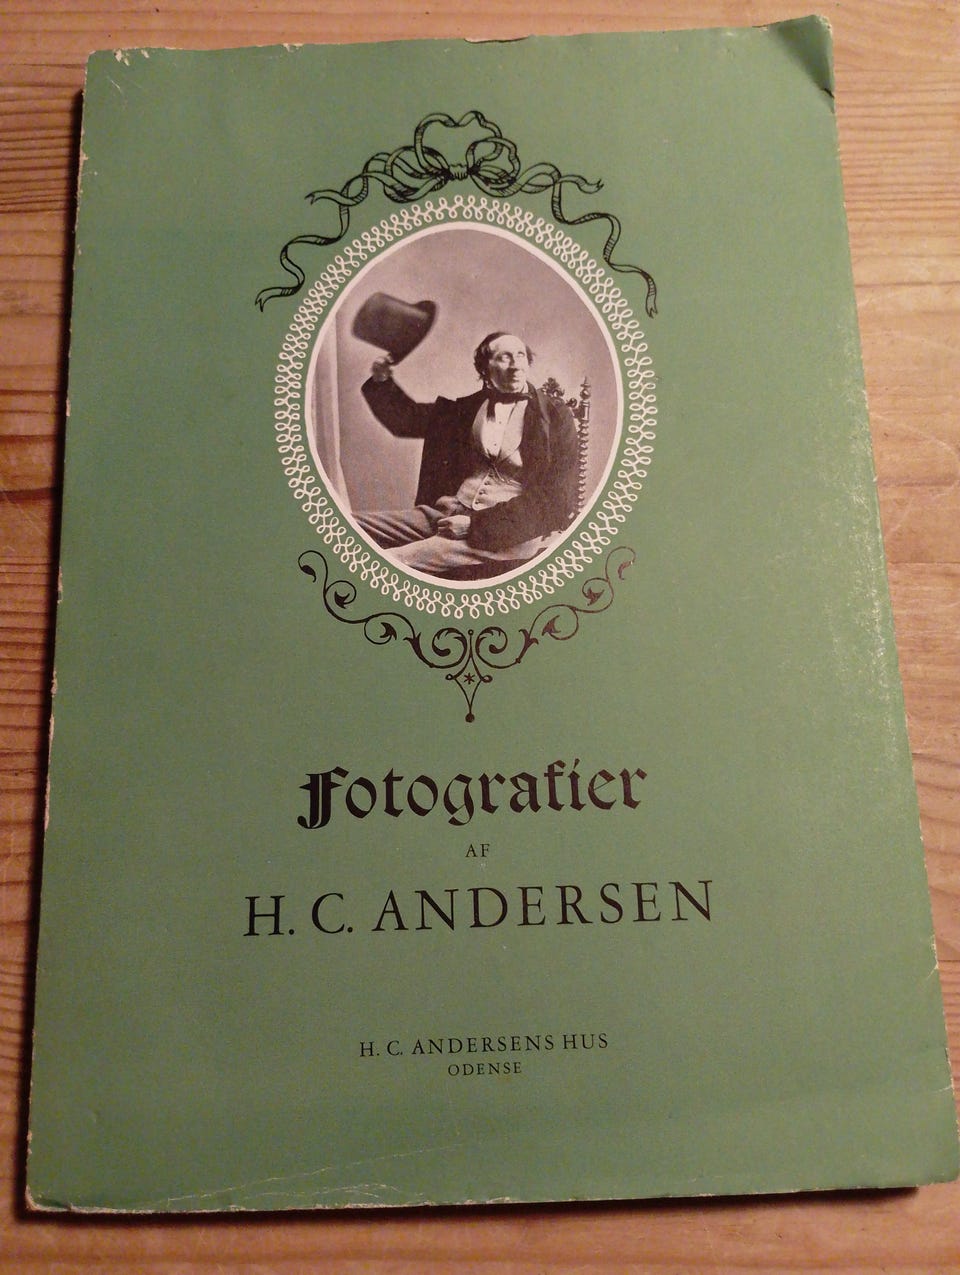 Fotografier
AF
H. C. ANDERSEN
H. C. ANDERSENS HUS
ODENSE